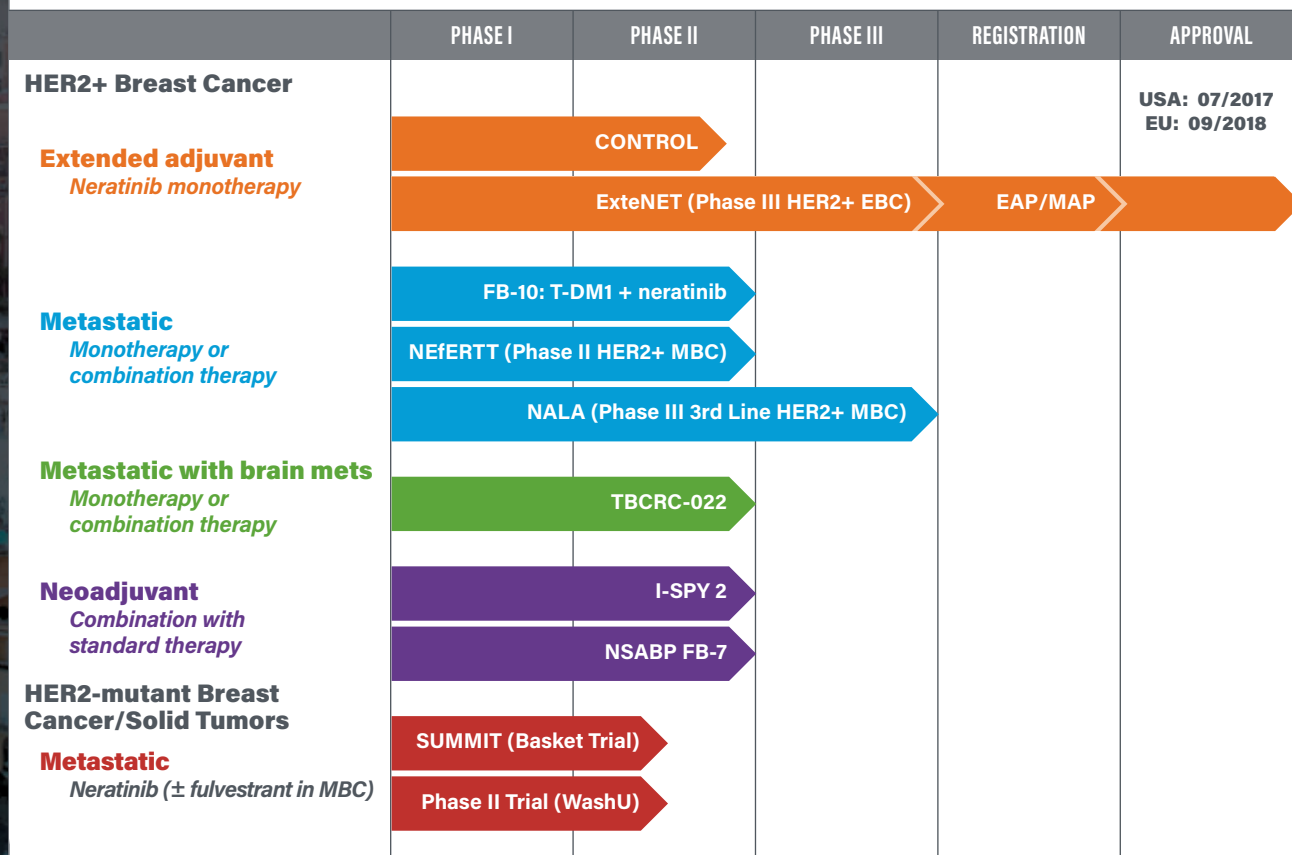 PHASE I PHASE II PHASE III REGISTRATION APPROVAL
HER2+ Breast Cancer
USA: 07/2017
EU: 09/2018
Extended adjuvant
Neratinib monotherapy
CONTROL
ExteNET (Phase III HER2+ EBC) EAP/MAP
Metastatic
Monotherapy or
combination therapy
FB-10: T-DM1 + neratinib
NEfERTT (Phase II HER2+ MBC)
NALA (Phase III 3rd Line HER2+ MBC)
Metastatic with brain mets
Monotherapy or
combination therapy
TBCRC-022
Neoadjuvant
Combination with
standard therapy
I-SPY 2
NSABP FB-7
HER2-mutant Breast
Cancer/Solid Tumors
Metastatic
Neratinib (± fulvestrant in MBC)
SUMMIT (Basket Trial)
Phase II Trial (WashU)